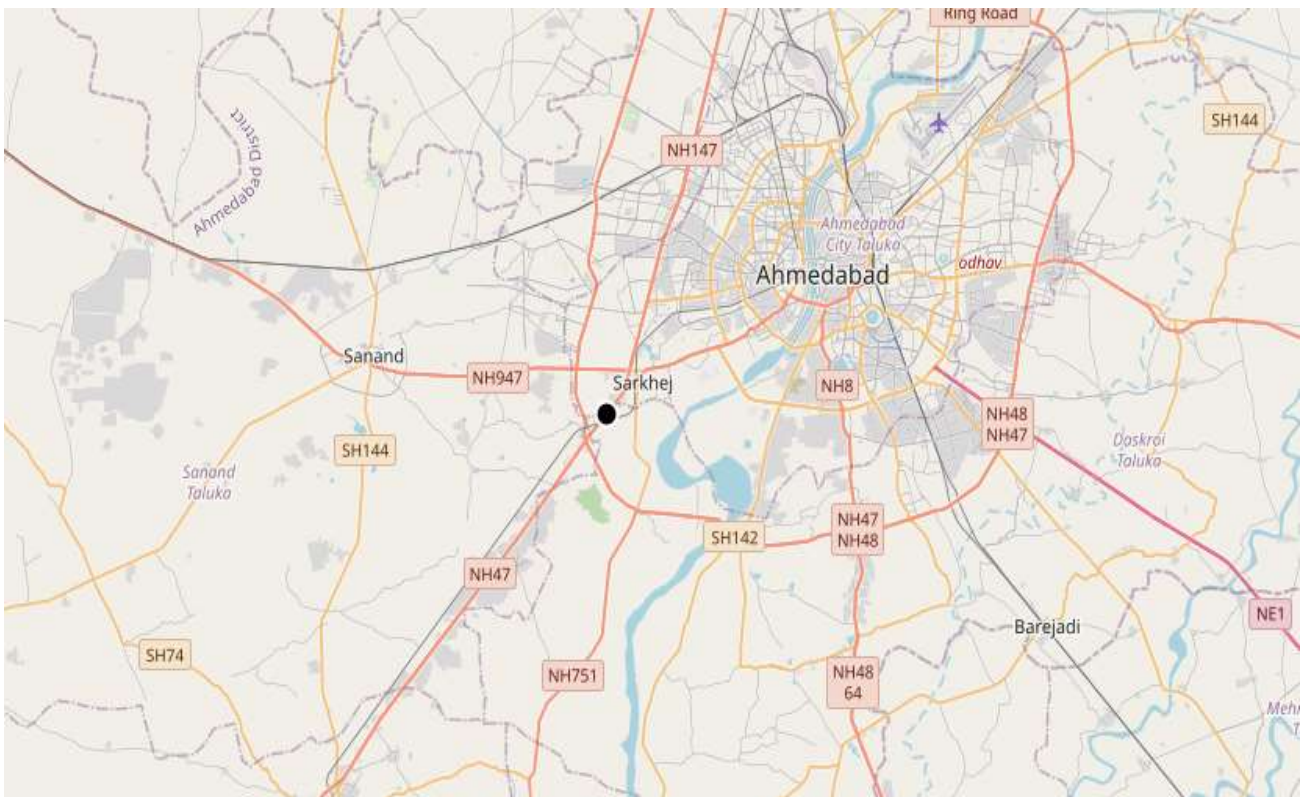 Ring Road
SH144
NH147
Ahmedabad District
Ahmedabad
City Taluka
odhav
Ahmedabad
Sanand
NH947
Sarkhej
NH8
NH48
NH47
Daskroi
Taluka
SH144
Sanand
Taluka
NH47
NH48
SH142
NH47
NE1
Barejadi
SH74
NH751
NH48
64
Mehm
T